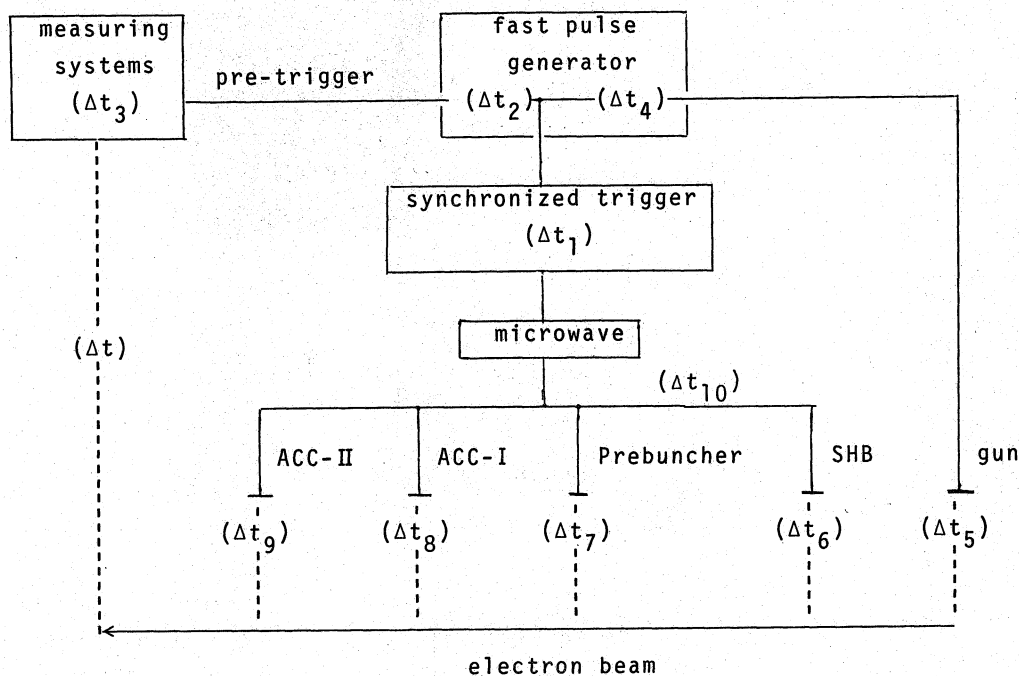 measuring
systems
(Δt3)
pre-trigger
fast pulse
generator
(Δt2)
(Δt4)
synchronized trigger
(Δt1)
microwave
(Δt)
(Δt10)
ACC-II
ACC-I
Prebuncher
SHB
gun
(Δt9)
(Δt8)
(Δt7)
(Δt6)
(Δt5)
electron beam